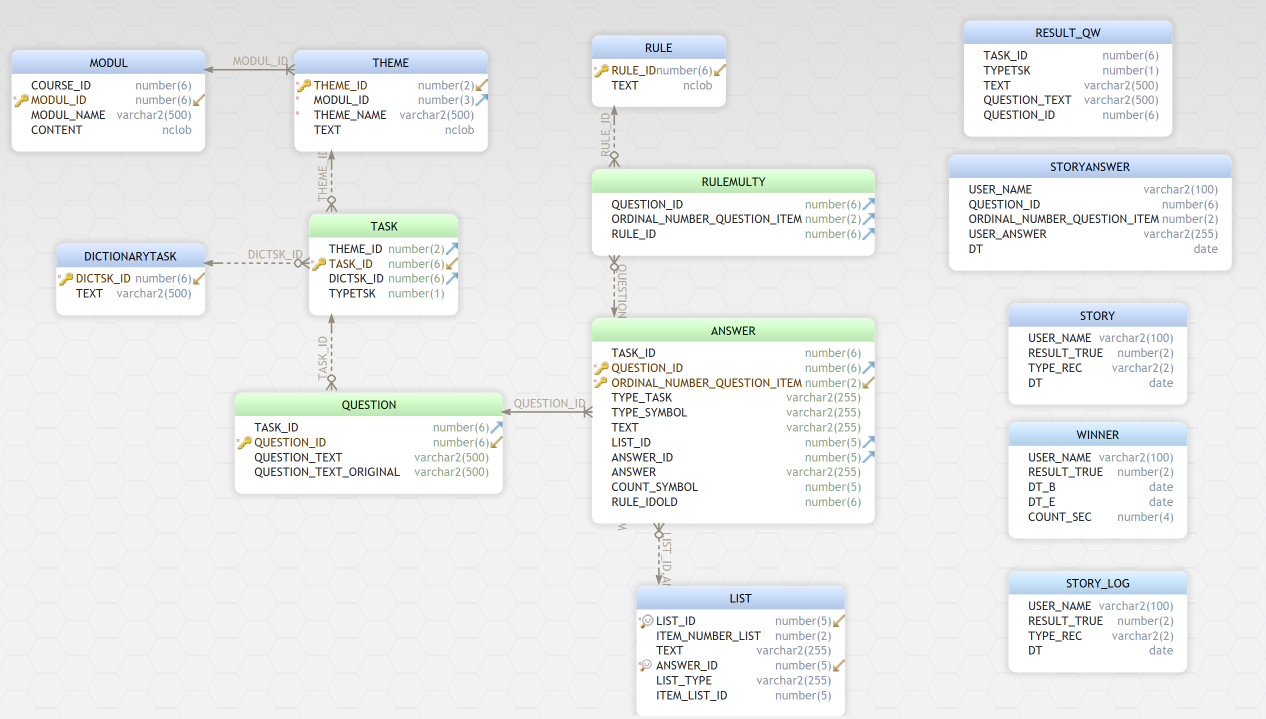 MODUL
COURSE_ID number(6)
MODUL_ID number(6)
MODUL_NAME varchar2(500)
CONTENT nclob
MODUL_ID
THEME
THEME_ID number(2)
MODUL_ID number(3)
THEME_NAME varchar2(500)
TEXT nclob
THEME_ID
TASK
THEME_ID number(2)
TASK_ID number(6)
DICTSK_ID number(6)
TYPETSK number(1)
DICTSK_ID
DICTIONARYTASK
DICTSK_ID number(6)
TEXT varchar2(500)
TASK_ID
QUESTION
TASK_ID number(6)
QUESTION_ID number(6)
QUESTION_TEXT varchar2(500)
QUESTION_TEXT_ORIGINAL varchar2(500)
QUESTION_ID
RULE
RULE_ID number(6)
TEXT nclob
RULE_ID
RULEMULTY
QUESTION_ID number(6)
ORDINAL_NUMBER_QUESTION_ITEM number(2)
RULE_ID number(6)
QUESTION
ANSWER
TASK_ID number(6)
QUESTION_ID number(6)
ORDINAL_NUMBER_QUESTION_ITEM number(2)
TYPE_TASK varchar2(255)
TYPE_SYMBOL varchar2(255)
TEXT varchar2(255)
LIST_ID number(5)
ANSWER_ID number(5)
ANSWER varchar2(255)
COUNT_SYMBOL number(5)
RULE_IDOLD number(6)
LIST_ID
LIST
LIST_ID number(5)
ITEM_NUMBER_LIST number(2)
TEXT varchar2(255)
ANSWER_ID number(5)
LIST_TYPE varchar2(255)
ITEM_LIST_ID number(5)
RESULT_QW
TASK_ID number(6)
TYPETSK number(1)
TEXT varchar2(500)
QUESTION_TEXT varchar2(500)
QUESTION_ID number(6)
STORYANSWER
USER_NAME varchar2(100)
QUESTION_ID number(6)
ORDINAL_NUMBER_QUESTION_ITEM number(2)
USER_ANSWER varchar2(255)
DT date
STORY
USER_NAME varchar2(100)
RESULT_TRUE number(2)
TYPE_REC varchar2(2)
DT date
WINNER
USER_NAME varchar2(100)
RESULT_TRUE number(2)
DT_B date
DT_E date
COUNT_SEC number(4)
STORY_LOG
USER_NAME varchar2(100)
RESULT_TRUE number(2)
TYPE_REC varchar2(2)
DT date